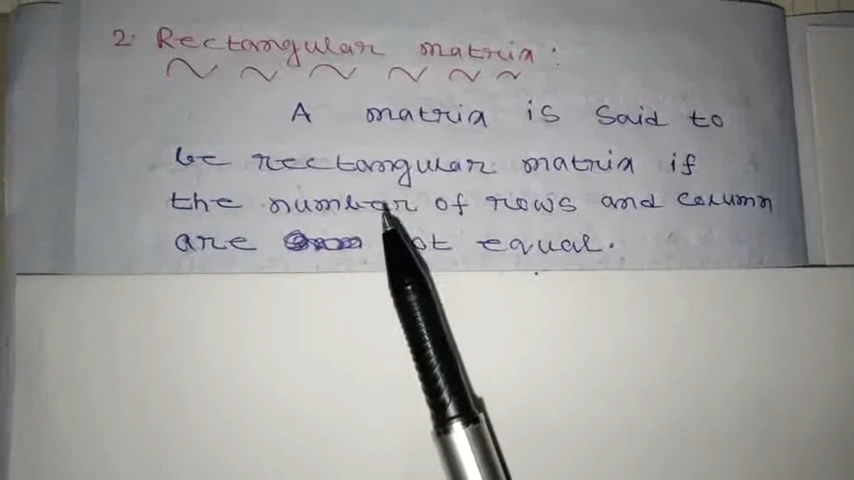 2. Rectangular matrix :
A matrix is said to
be rectangular matrix if
the number of rows and column
are not equal.